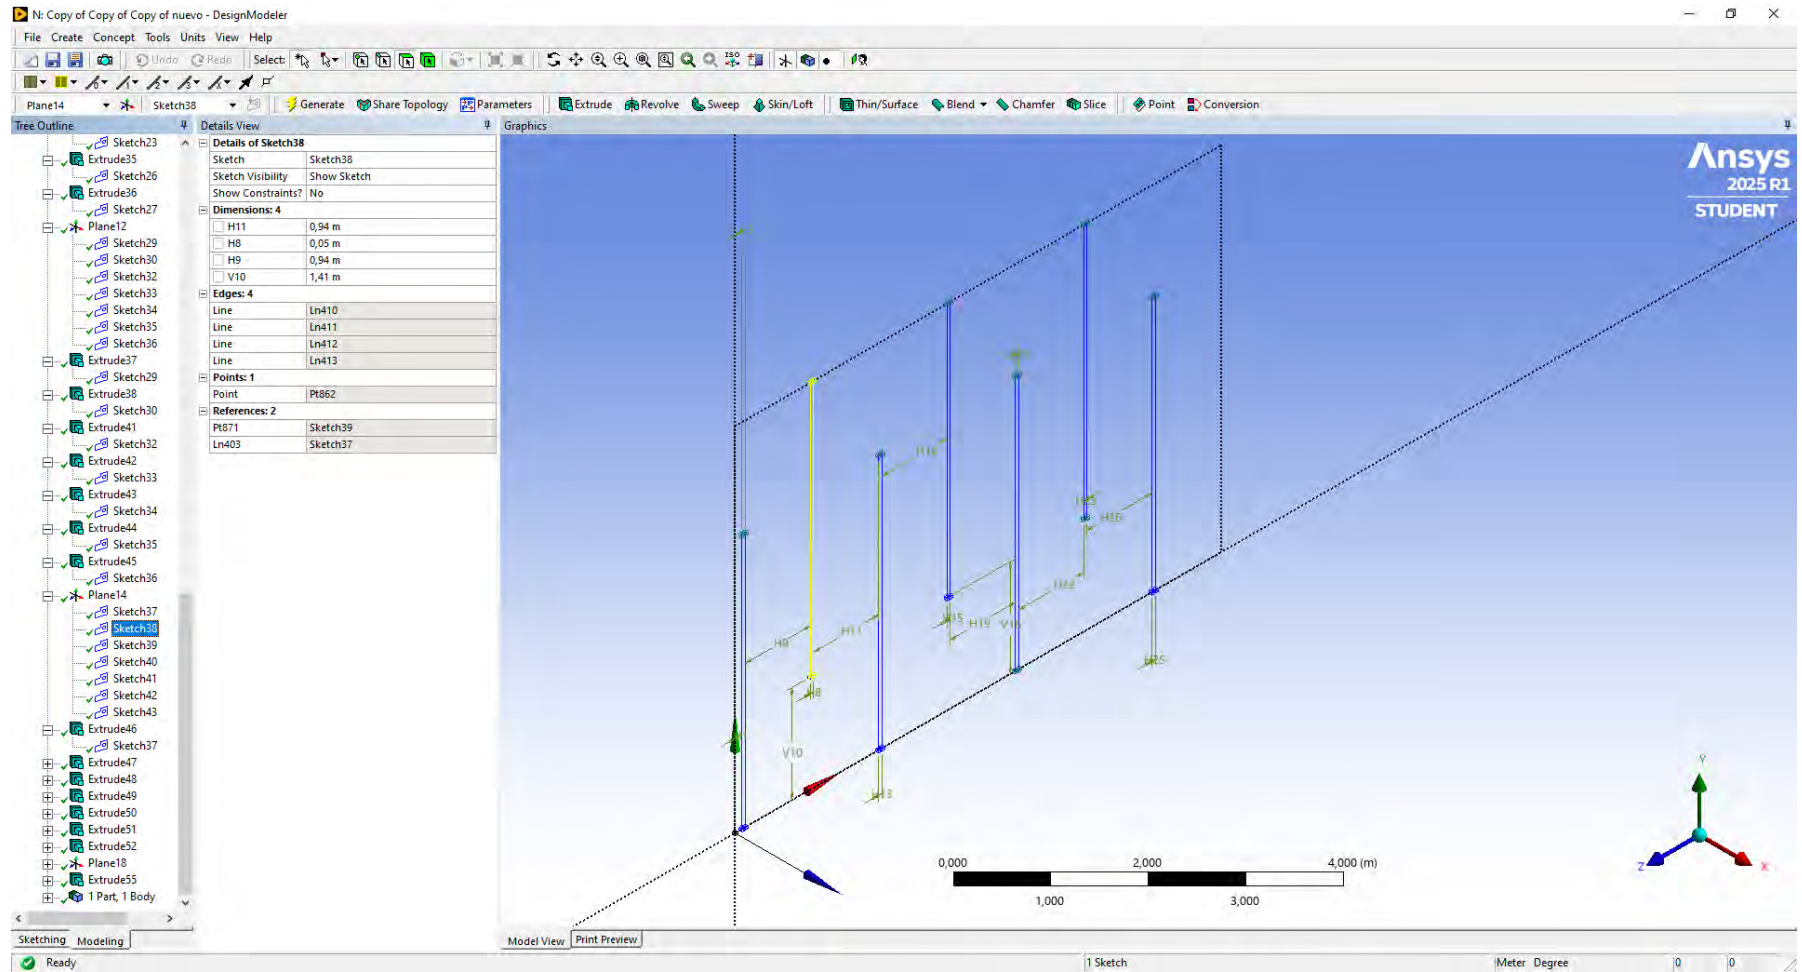 N: Copy of Copy of Copy of nuevo - DesignModeler
File Create Concept Tools Units View Help
Undo Redo Select:
ISO
Plane14 Sketch38 Generate Share Topology Parameters Extrude Revolve Sweep Skin/Loft Thin/Surface Blend Chamfer Slice Point Conversion
Tree Outline
Sketch23
Extrude35
Sketch26
Extrude36
Sketch27
Plane12
Sketch29
Sketch30
Sketch32
Sketch33
Sketch34
Sketch35
Sketch36
Extrude37
Sketch29
Extrude38
Sketch30
Extrude41
Sketch32
Extrude42
Sketch33
Extrude43
Sketch34
Extrude44
Sketch35
Extrude45
Sketch36
Plane14
Sketch37
Sketch38
Sketch39
Sketch40
Sketch41
Sketch42
Sketch43
Extrude46
Sketch37
Extrude47
Extrude48
Extrude49
Extrude50
Extrude51
Extrude52
Plane18
Extrude55
1 Part, 1 Body
Sketching Modeling
Details View
Details of Sketch38
Sketch Sketch38
Sketch Visibility Show Sketch
Show Constraints? No
Dimensions: 4
H11 0,94 m
H8 0,05 m
H9 0,94 m
V10 1,41 m
Edges: 4
Line Ln410
Line Ln411
Line Ln412
Line Ln413
Points: 1
Point Pt862
References: 2
Pt871 Sketch39
Ln403 Sketch37
Graphics
Ansys
2025 R1
STUDENT
H36
H22
H19
H11
H9
H8
V10
H13
0,000 2,000 4,000 (m)
1,000 3,000
Y
Z
X
Model View Print Preview
Ready 1 Sketch Meter Degree 0 0